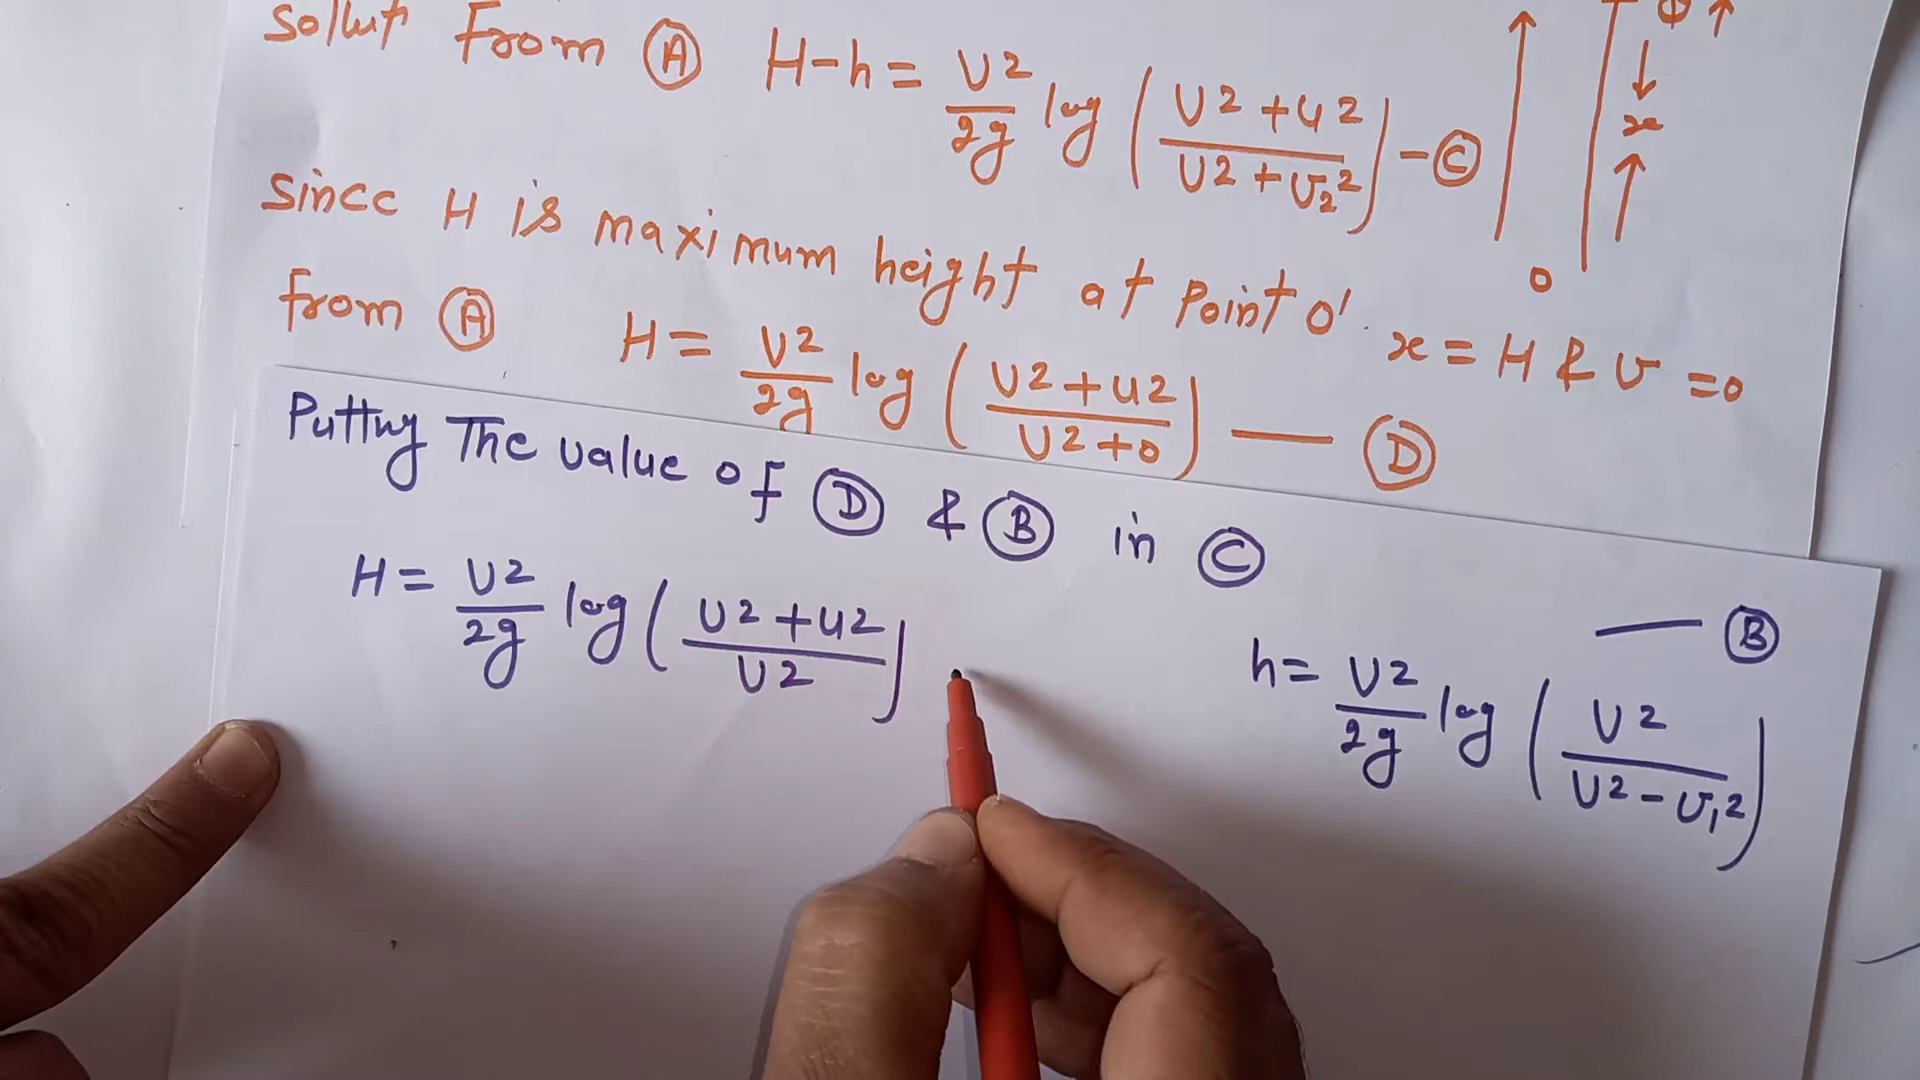 Solut From (A) H-h = V²/2g log (V²+u²/V²+v₂²) - (C)
Since H is maximum height at Point O' x = H & v = 0
from (A) H = V²/2g log (V²+u²/V²+0) — (D)
Putting The value of (D) & (B) in (C)
H = V²/2g log (V²+u²/V²)
— (B)
h = V²/2g log (V²/V²-v₁²)
x
O